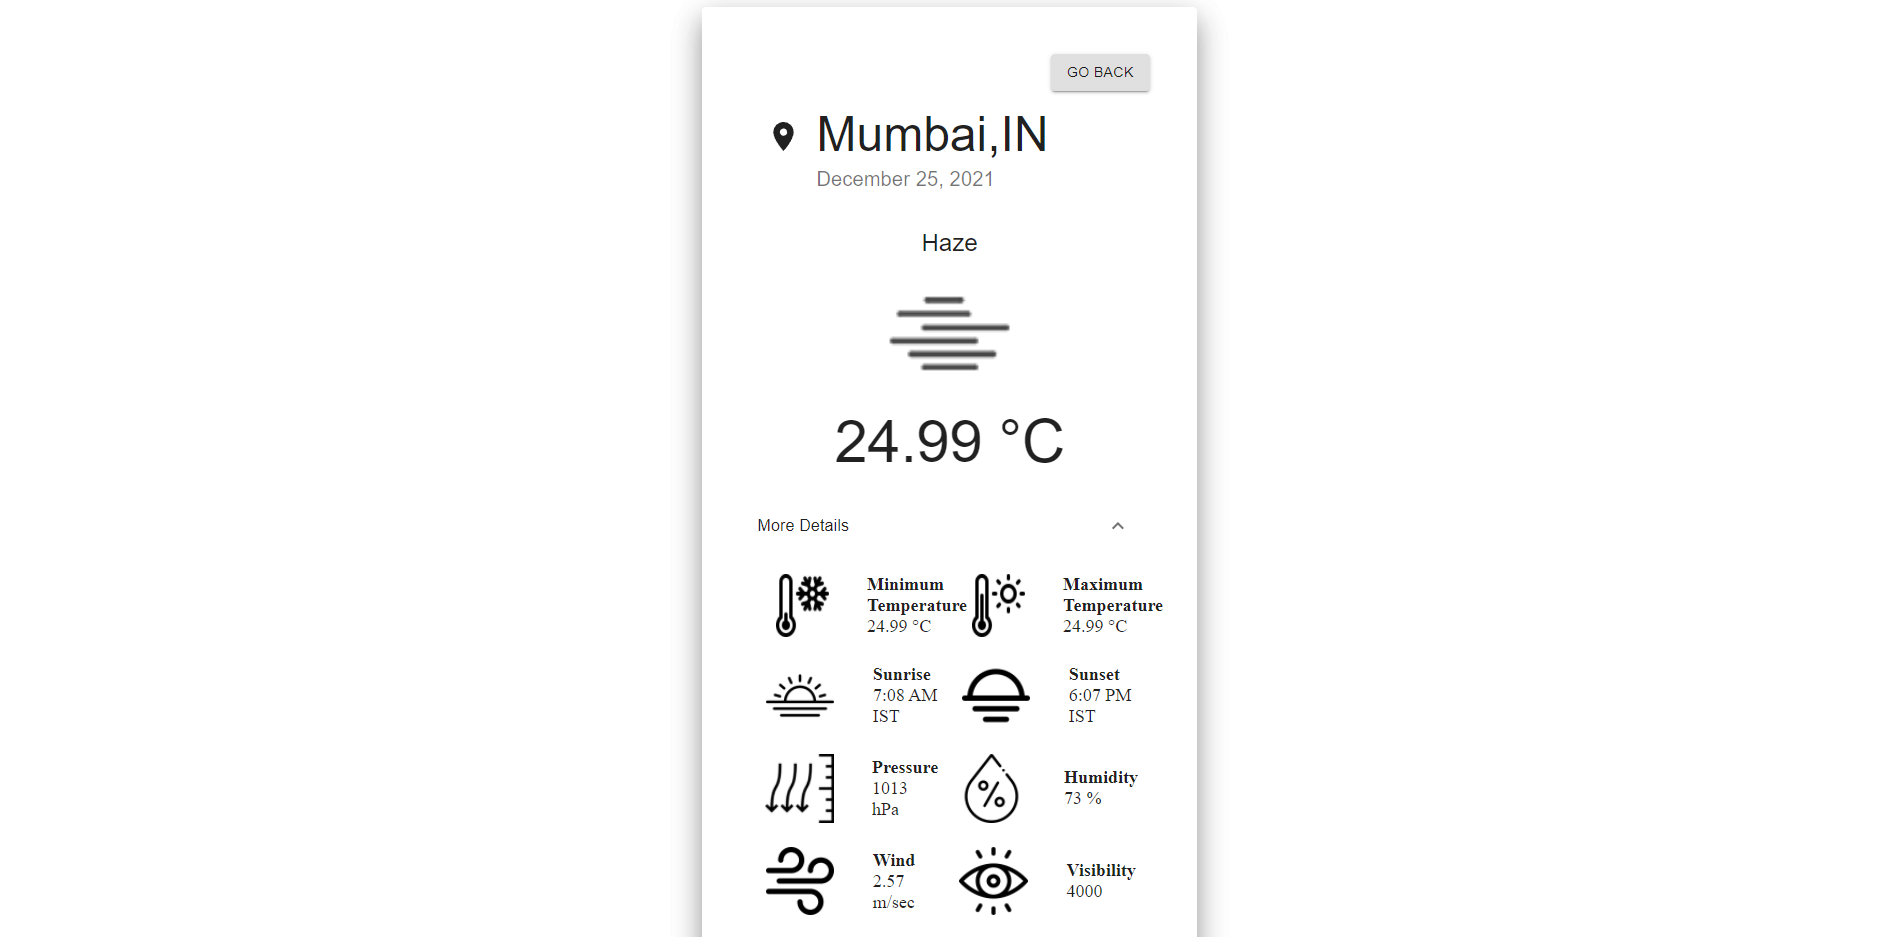 GO BACK
Mumbai,IN
December 25, 2021
Haze
24.99 °C
More Details
Minimum
Temperature
24.99 °C
Maximum
Temperature
24.99 °C
Sunrise
7:08 AM
IST
Sunset
6:07 PM
IST
Pressure
1013
hPa
Humidity
73 %
Wind
2.57
m/sec
Visibility
4000